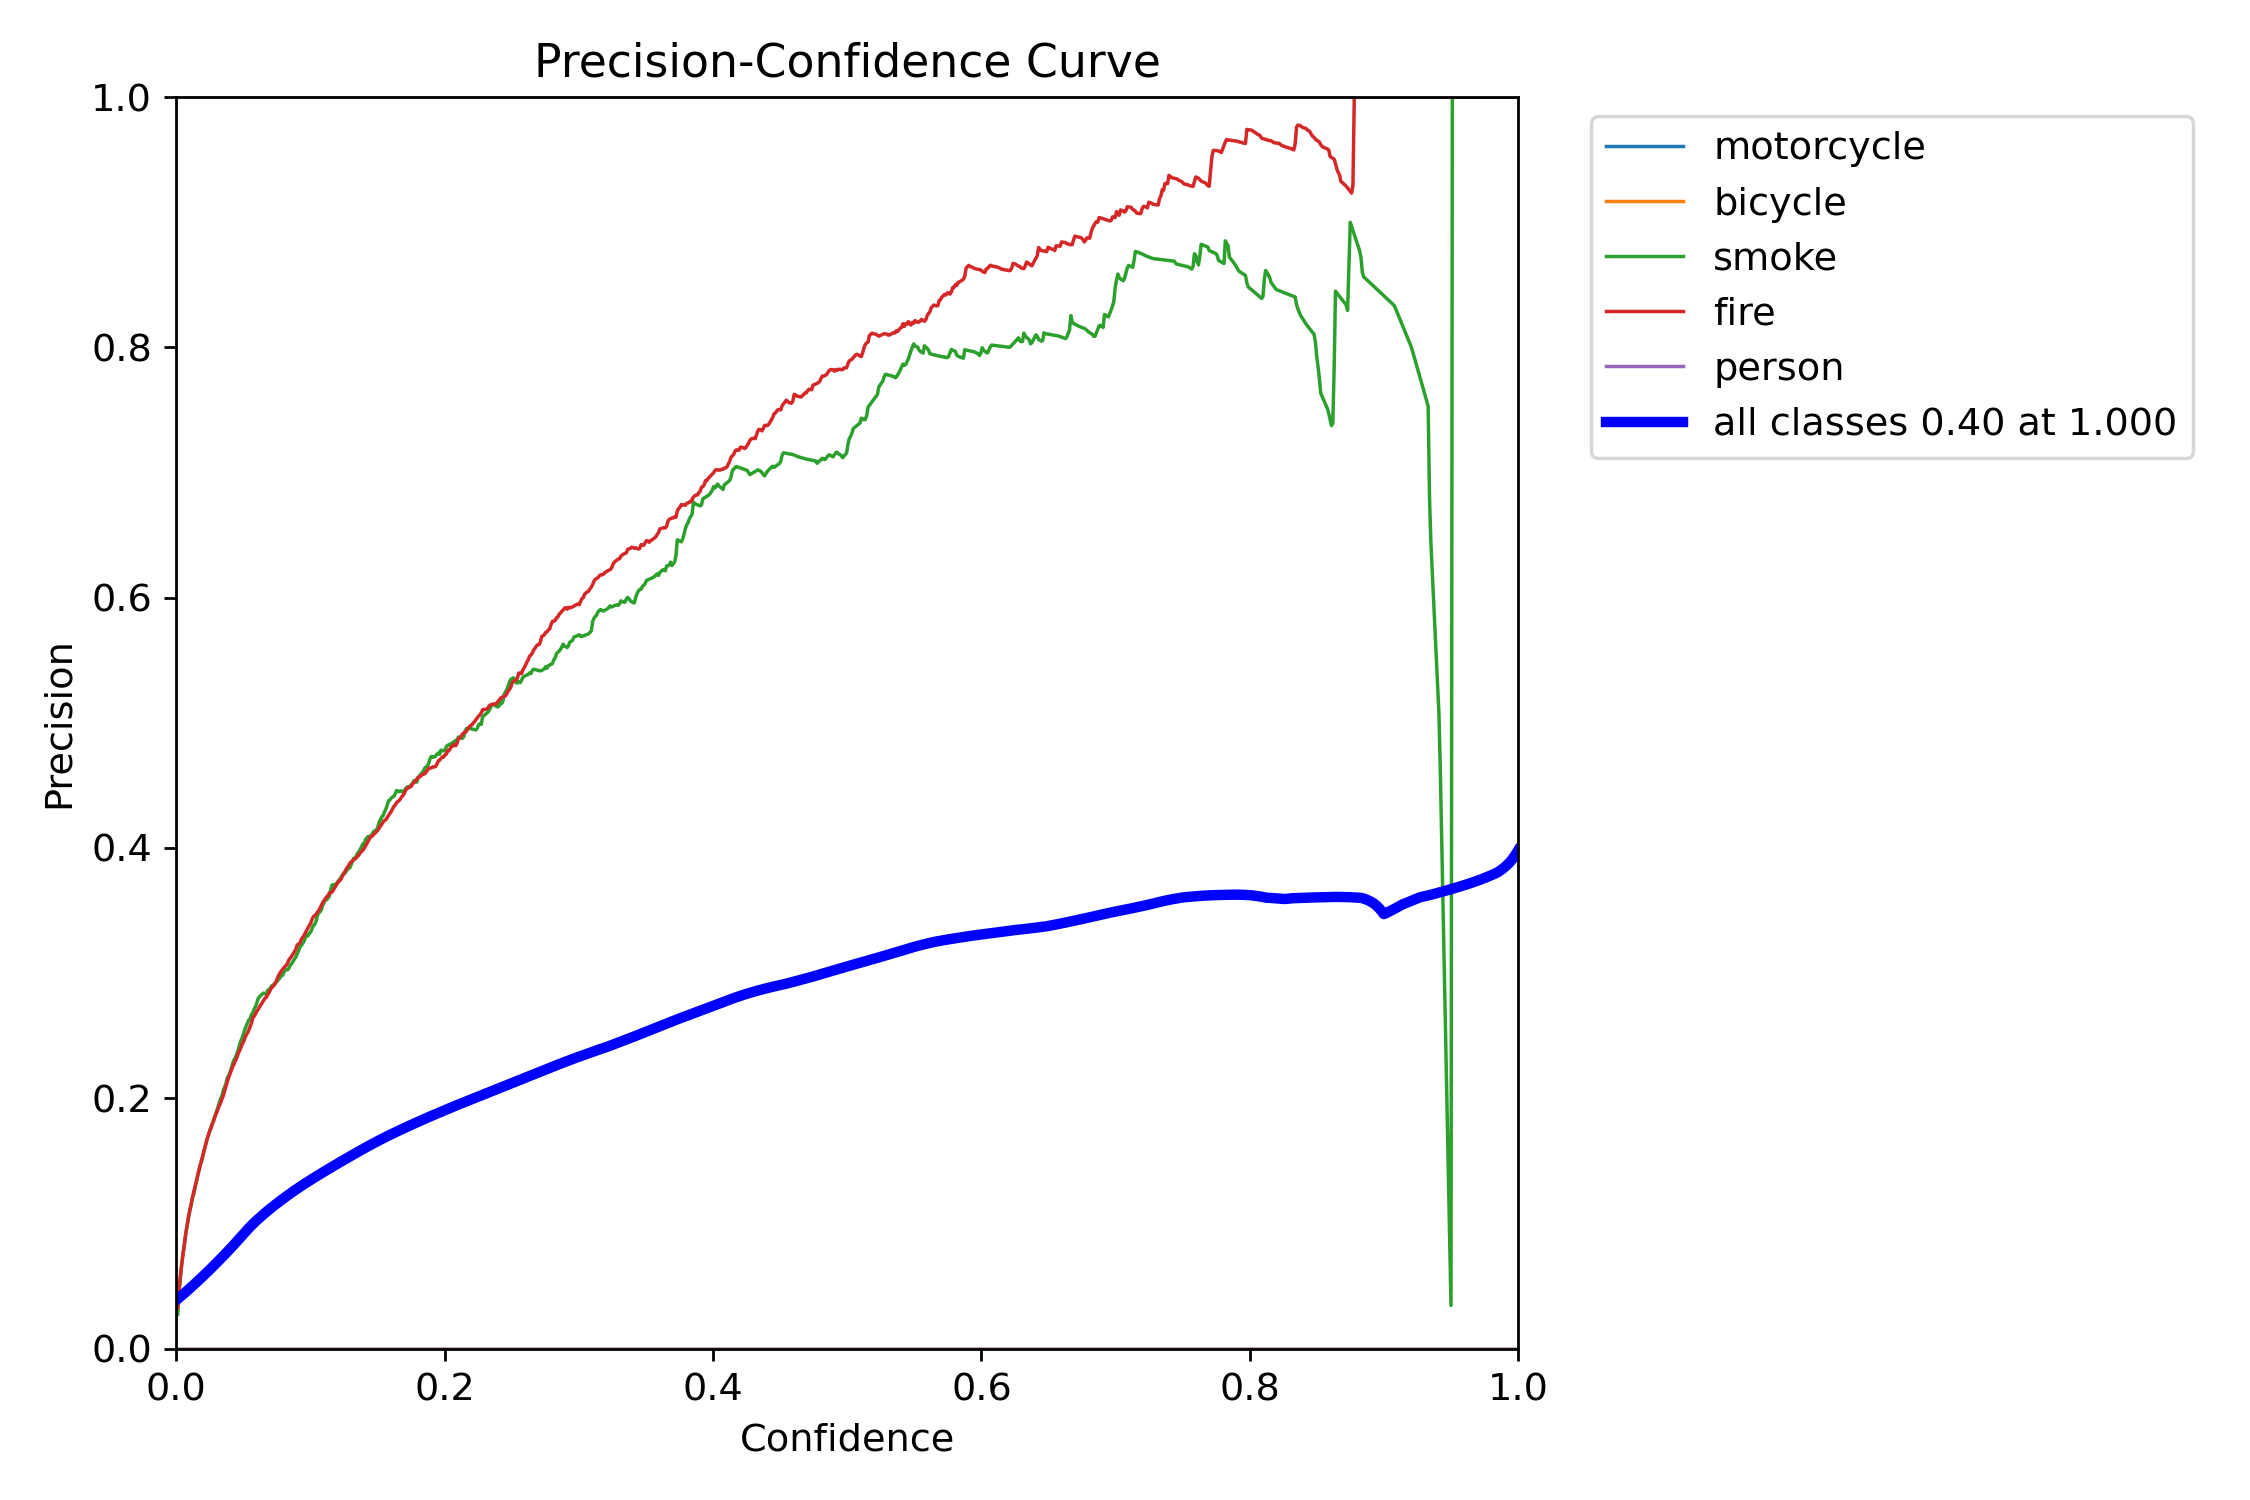 Precision-Confidence Curve
1.0
0.8
0.6
0.4
0.2
0.0
Precision
0.0 0.2 0.4 0.6 0.8 1.0
Confidence
motorcycle
bicycle
smoke
fire
person
all classes 0.40 at 1.000